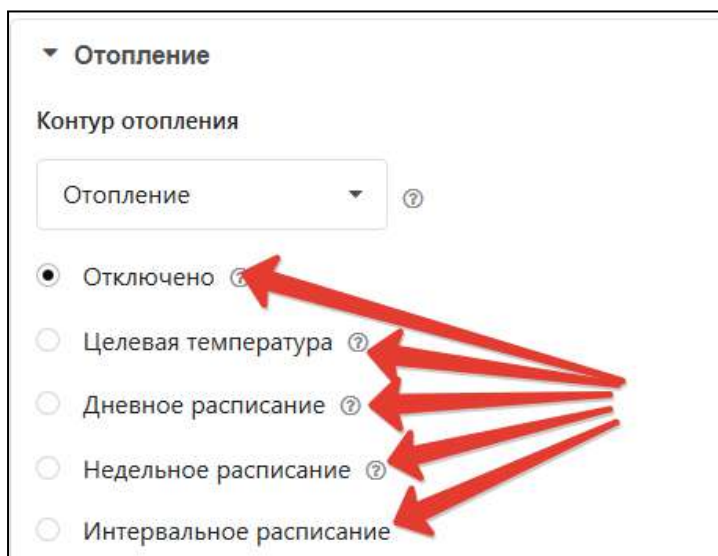 Отопление
Контур отопления
Отопление
Отключено
Целевая температура
Дневное расписание
Недельное расписание
Интервальное расписание